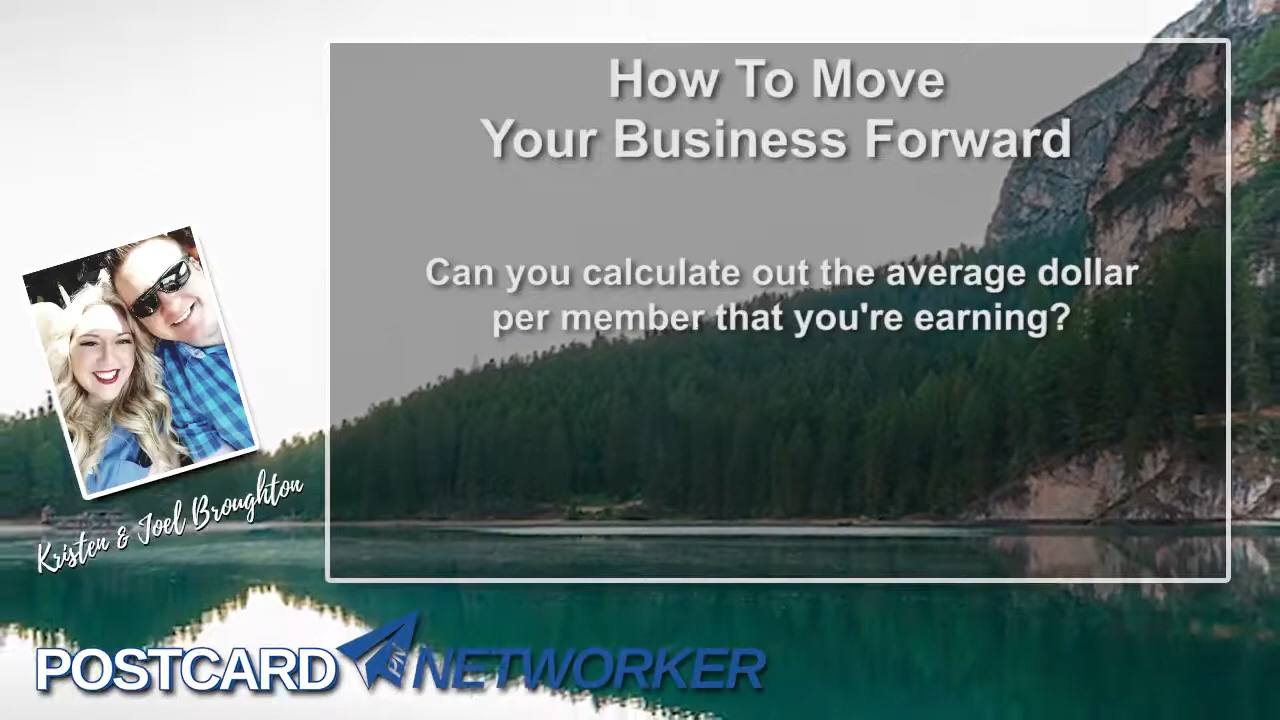 How To Move
Your Business Forward
Can you calculate out the average dollar
per member that you're earning?
Kristen & Joel Broughton
POSTCARD PN NETWORKER